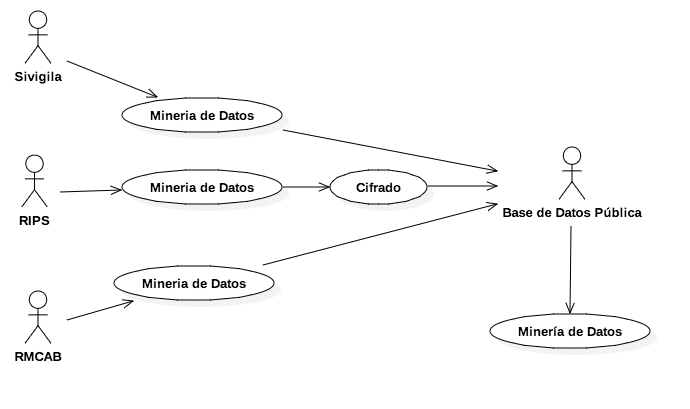 Sivigila
Mineria de Datos
RIPS
Mineria de Datos
Cifrado
Base de Datos Pública
RMCAB
Mineria de Datos
Minería de Datos